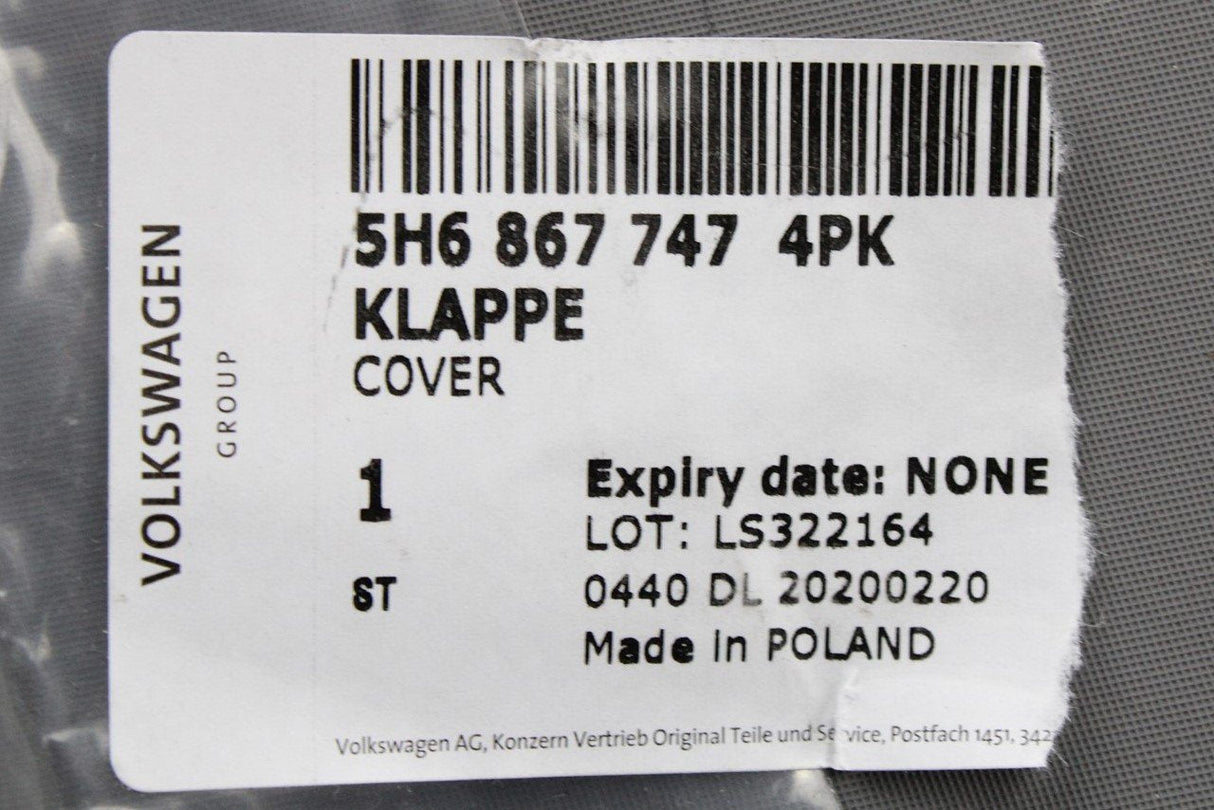 VOLKSWAGEN
GROUP
5H6 867 747 4PK
KLAPPE
COVER
1
ST
Expiry date: NONE
LOT: LS322164
0440 DL 20200220
Made in POLAND
Volkswagen AG, Konzern Vertrieb Original Teile und Service, Postfach 1451, 342